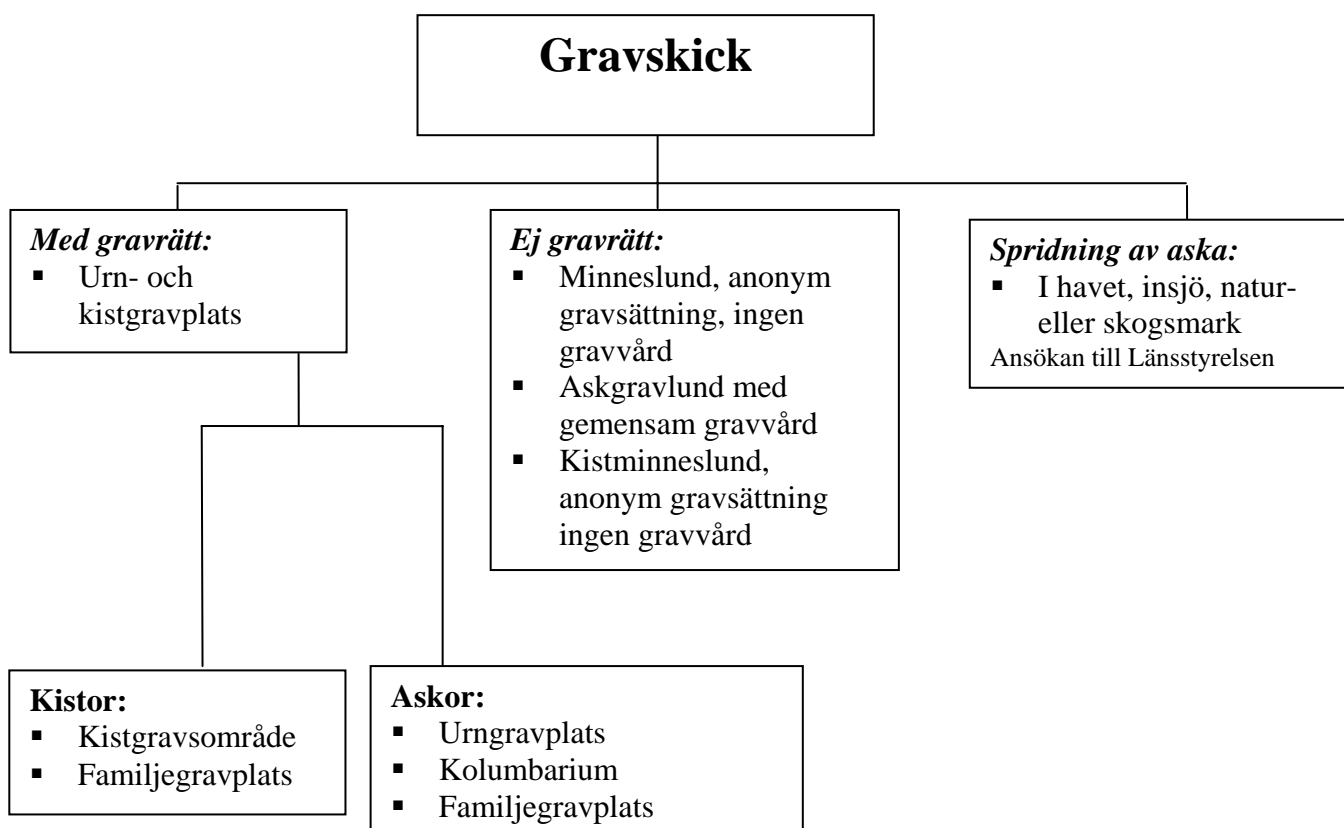 Gravskick
Med gravrätt:
▪ Urn- och
kistgravplats
Ej gravrätt:
▪ Minneslund, anonym
gravsättning, ingen
gravvård
▪ Askgravlund med
gemensam gravvård
▪ Kistminneslund,
anonym gravsättning
ingen gravvård
Spridning av aska:
▪ I havet, insjö, natur-
eller skogsmark
Ansökan till Länsstyrelsen
Kistor:
▪ Kistgravsområde
▪ Familjegravplats
Askor:
▪ Urngravplats
▪ Kolumbarium
▪ Familjegravplats